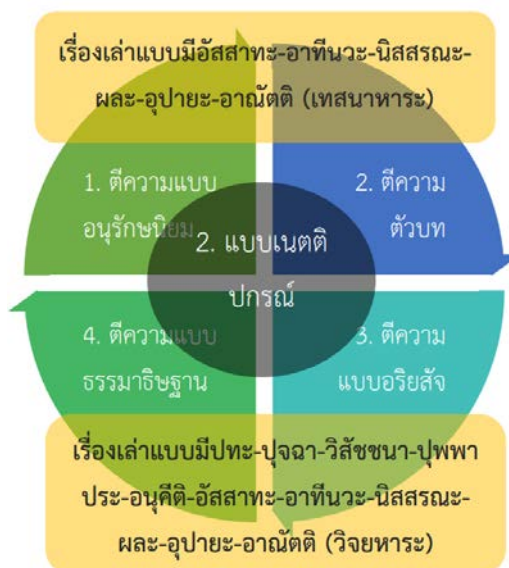 เรื่องเล่าแบบมีอัสสาทะ-อาทีนวะ-นิสสรณะ-
ผละ-อุปายะ-อาณัตติ (เทสนาหาระ)
1. ตีความแบบ
อนุรักษนิยม
2. ตีความ
ตัวบท
2. แบบเนตติ
ปกรณ์
4. ตีความแบบ
ธรรมาธิษฐาน
3. ตีความ
แบบอริยสัจ
เรื่องเล่าแบบมีปทะ-ปุจฉา-วิสัชชนา-ปุพพา
ประ-อนุคีติ-อัสสาทะ-อาทีนวะ-นิสสรณะ-
ผละ-อุปายะ-อาณัตติ (วิจยหาระ)